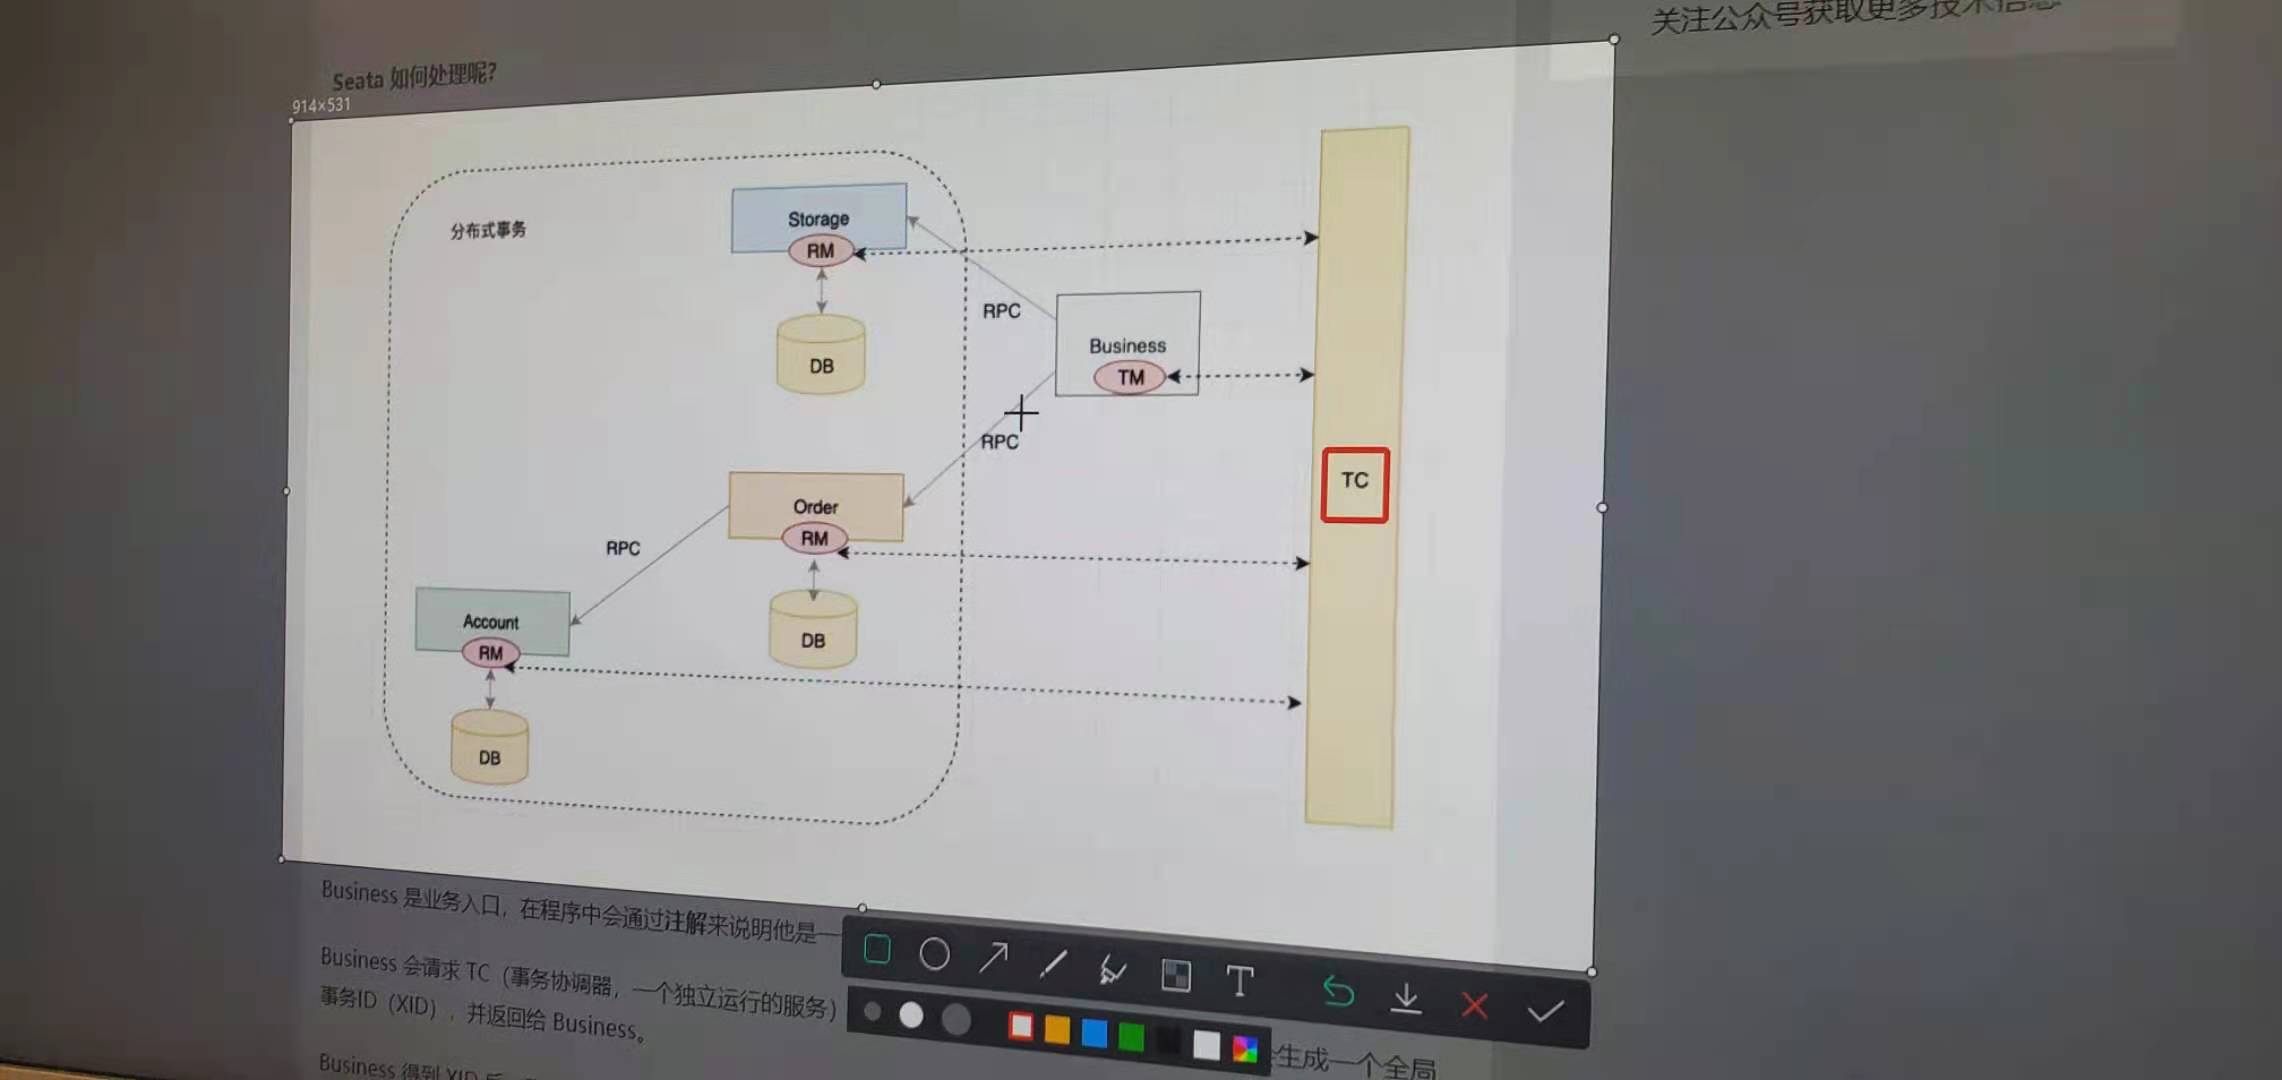 关注公众号获取更多技术信息
Seata 如何处理呢?
914×531
分布式事务
Storage
RM
DB
RPC
Business
TM
RPC
TC
Order
RM
RPC
DB
Account
RM
DB
Business 是业务入口，在程序中会通过注解来说明他是一
Business 会请求 TC（事务协调器，一个独立运行的服务）
生成一个全局
事务ID（XID），并返回给 Business。
Business 得到 XID 后
T